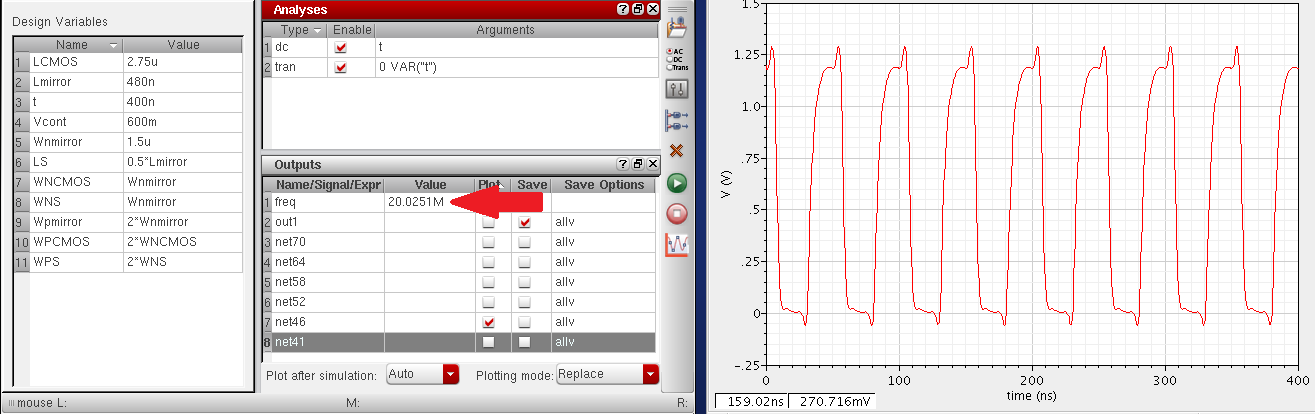 Design Variables
Name Value
1 LCMOS 2.75u
2 Lmirror 480n
3 t 400n
4 Vcont 600m
5 Wnmirror 1.5u
6 LS 0.5*Lmirror
7 WNCMOS Wnmirror
8 WNS Wnmirror
9 Wpmirror 2*Wnmirror
10 WPCMOS 2*WNCMOS
11 WPS 2*WNS
mouse L:
Analyses
Type Enable Arguments
1 dc t
2 tran 0 VAR("t")
Outputs
Name/Signal/Expr Value Plot Save Save Options
1 freq 20.0251M
2 out1 allv
3 net70 allv
4 net64 allv
5 net58 allv
6 net52 allv
7 net46 allv
8 net41 allv
Plot after simulation: Auto Plotting mode: Replace
M: R:
AC
DC
Trans
1.5
1.25
1.0
.75
.5
.25
0
-.25
V (V)
0 100 200 300 400
time (ns)
159.02ns 270.716mV